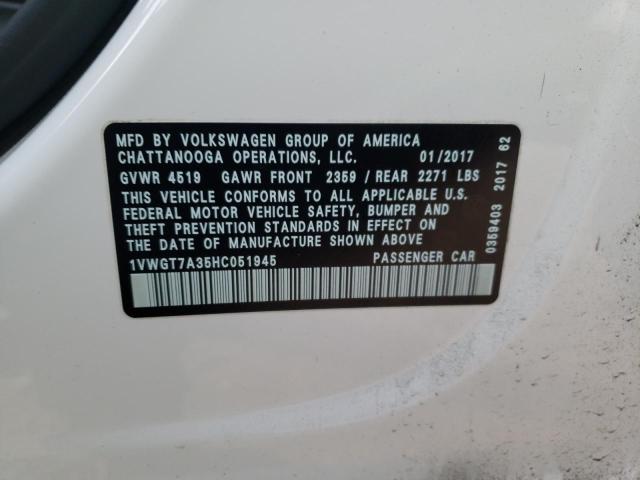 MFD BY VOLKSWAGEN GROUP OF AMERICA
CHATTANOOGA OPERATIONS, LLC. 01/2017
GVWR 4519 GAWR FRONT 2359 / REAR 2271 LBS
THIS VEHICLE CONFORMS TO ALL APPLICABLE U.S.
FEDERAL MOTOR VEHICLE SAFETY, BUMPER AND
THEFT PREVENTION STANDARDS IN EFFECT ON
THE DATE OF MANUFACTURE SHOWN ABOVE
1VWGT7A35HC051945 PASSENGER CAR
0359403 2017 62